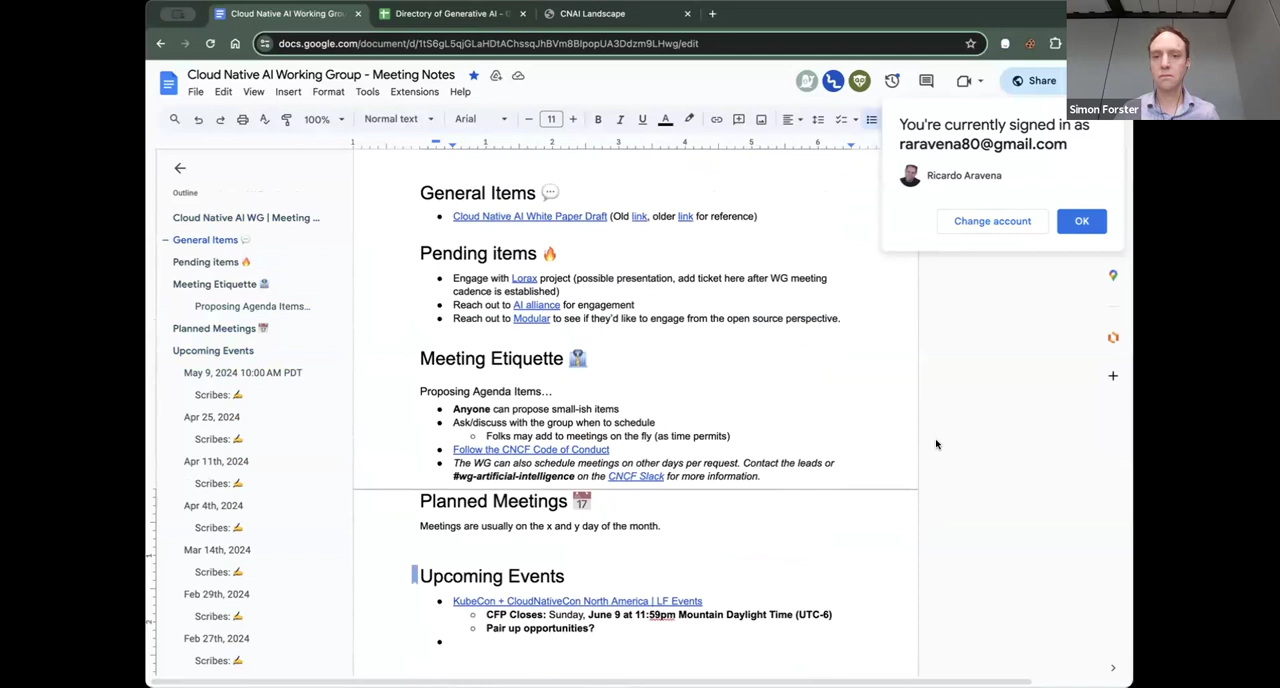 Cloud Native AI Working Grou
Directory of Generative AI - G
CNAI Landscape
docs.google.com/document/d/1tS6gL5qjGLaHDtAChssqJhBVm8BIpopUA3Ddzm9LHwg/edit
Simon Forster
Cloud Native AI Working Group - Meeting Notes
File Edit View Insert Format Tools Extensions Help
Share
100% Normal text Arial 11
You're currently signed in as
raravena80@gmail.com
Ricardo Aravena
Change account OK
1 1 2 3 4 5 6
Outline
Cloud Native AI WG | Meeting ...
General Items 💬
Pending items 🔥
Meeting Etiquette 👔
Proposing Agenda Items...
Planned Meetings 📅
Upcoming Events
May 9, 2024 10:00 AM PDT
Scribes: ✍️
Apr 25, 2024
Scribes: ✍️
Apr 11th, 2024
Scribes: ✍️
Apr 4th, 2024
Scribes: ✍️
Mar 14th, 2024
Scribes: ✍️
Feb 29th, 2024
Scribes: ✍️
Feb 27th, 2024
Scribes: ✍️
General Items 💬
Cloud Native AI White Paper Draft (Old link, older link for reference)
Pending items 🔥
Engage with Lorax project (possible presentation, add ticket here after WG meeting
cadence is established)
Reach out to AI alliance for engagement
Reach out to Modular to see if they'd like to engage from the open source perspective.
Meeting Etiquette 👔
Proposing Agenda Items…
Anyone can propose small-ish items
Ask/discuss with the group when to schedule
Folks may add to meetings on the fly (as time permits)
Follow the CNCF Code of Conduct
The WG can also schedule meetings on other days per request. Contact the leads or
#wg-artificial-intelligence on the CNCF Slack for more information.
Planned Meetings 📅
Meetings are usually on the x and y day of the month.
Upcoming Events
KubeCon + CloudNativeCon North America | LF Events
CFP Closes: Sunday, June 9 at 11:59pm Mountain Daylight Time (UTC-6)
Pair up opportunities?